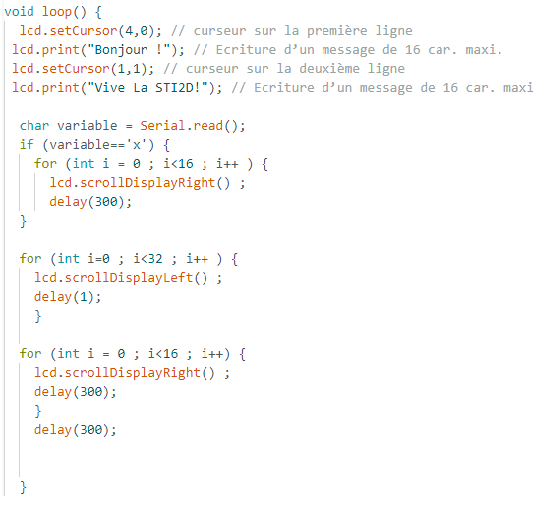 void loop() {
lcd.setCursor(4,0); // curseur sur la première ligne
lcd.print("Bonjour !"); // Ecriture d’un message de 16 car. maxi.
lcd.setCursor(1,1); // curseur sur la deuxième ligne
lcd.print("Vive La STI2D!"); // Ecriture d’un message de 16 car. maxi
char variable = Serial.read();
if (variable=='x') {
for (int i = 0 ; i<16 ; i++ ) {
lcd.scrollDisplayRight() ;
delay(300);
}
for (int i=0 ; i<32 ; i++ ) {
lcd.scrollDisplayLeft() ;
delay(1);
}
for (int i = 0 ; i<16 ; i++) {
lcd.scrollDisplayRight() ;
delay(300);
}
delay(300);
}